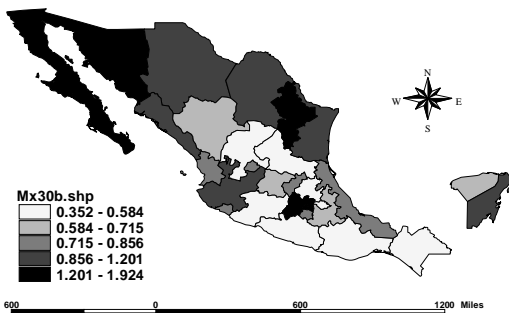 N
W E
S
Mx30b.shp
0.352 - 0.584
0.584 - 0.715
0.715 - 0.856
0.856 - 1.201
1.201 - 1.924
600 0 600 1200 Miles